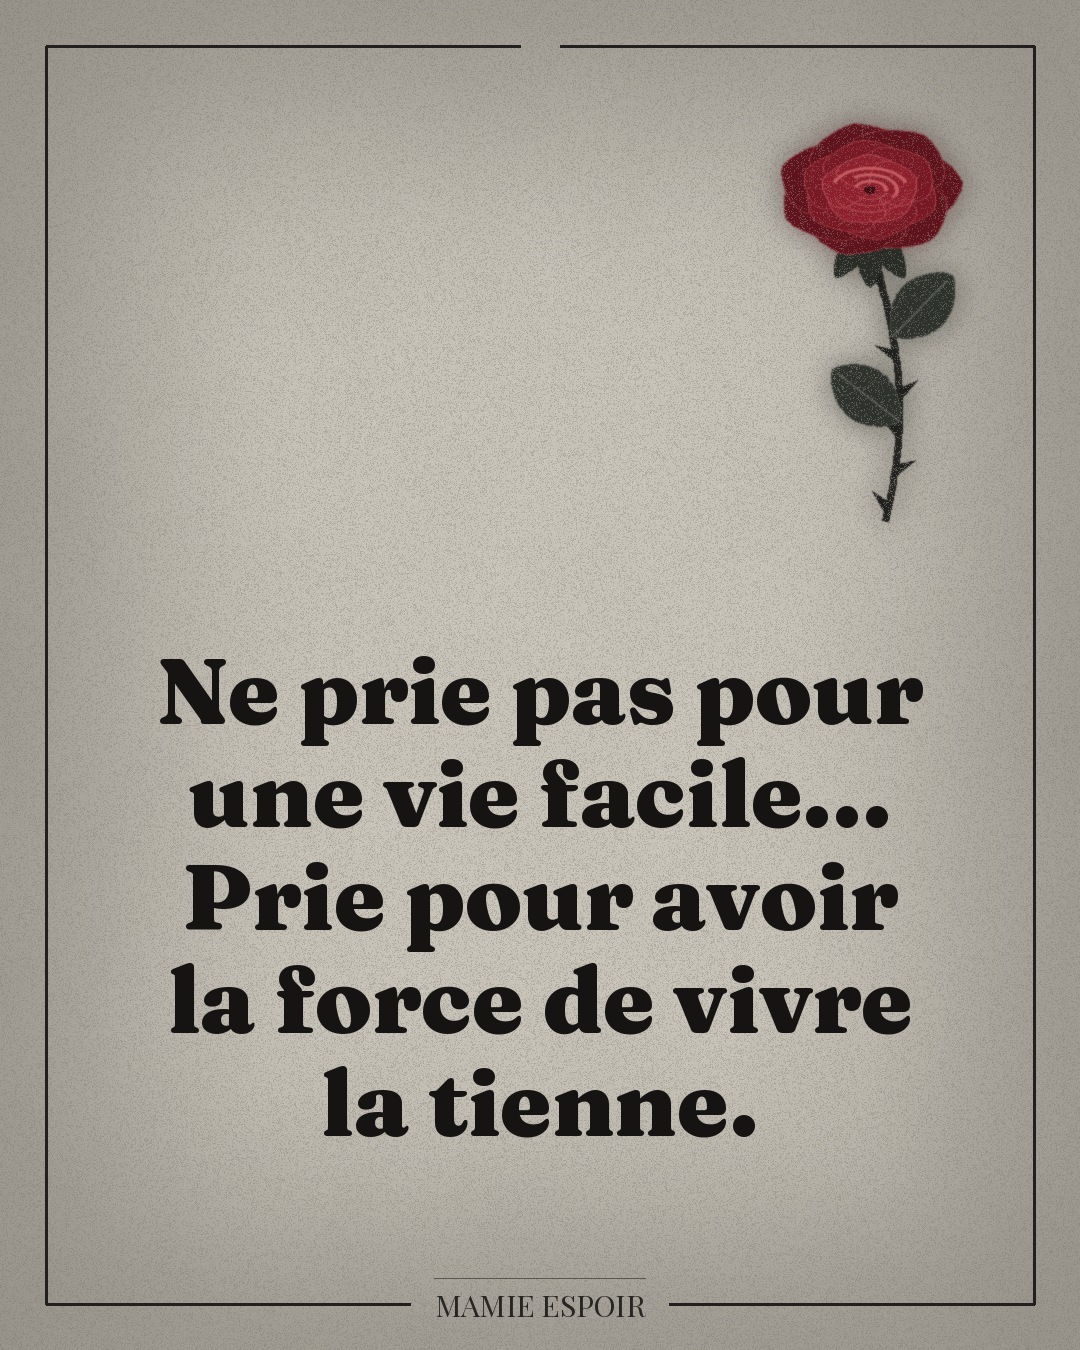 Ne prie pas pour
une vie facile...
Prie pour avoir
la force de vivre
la tienne.
MAMIE ESPOIR